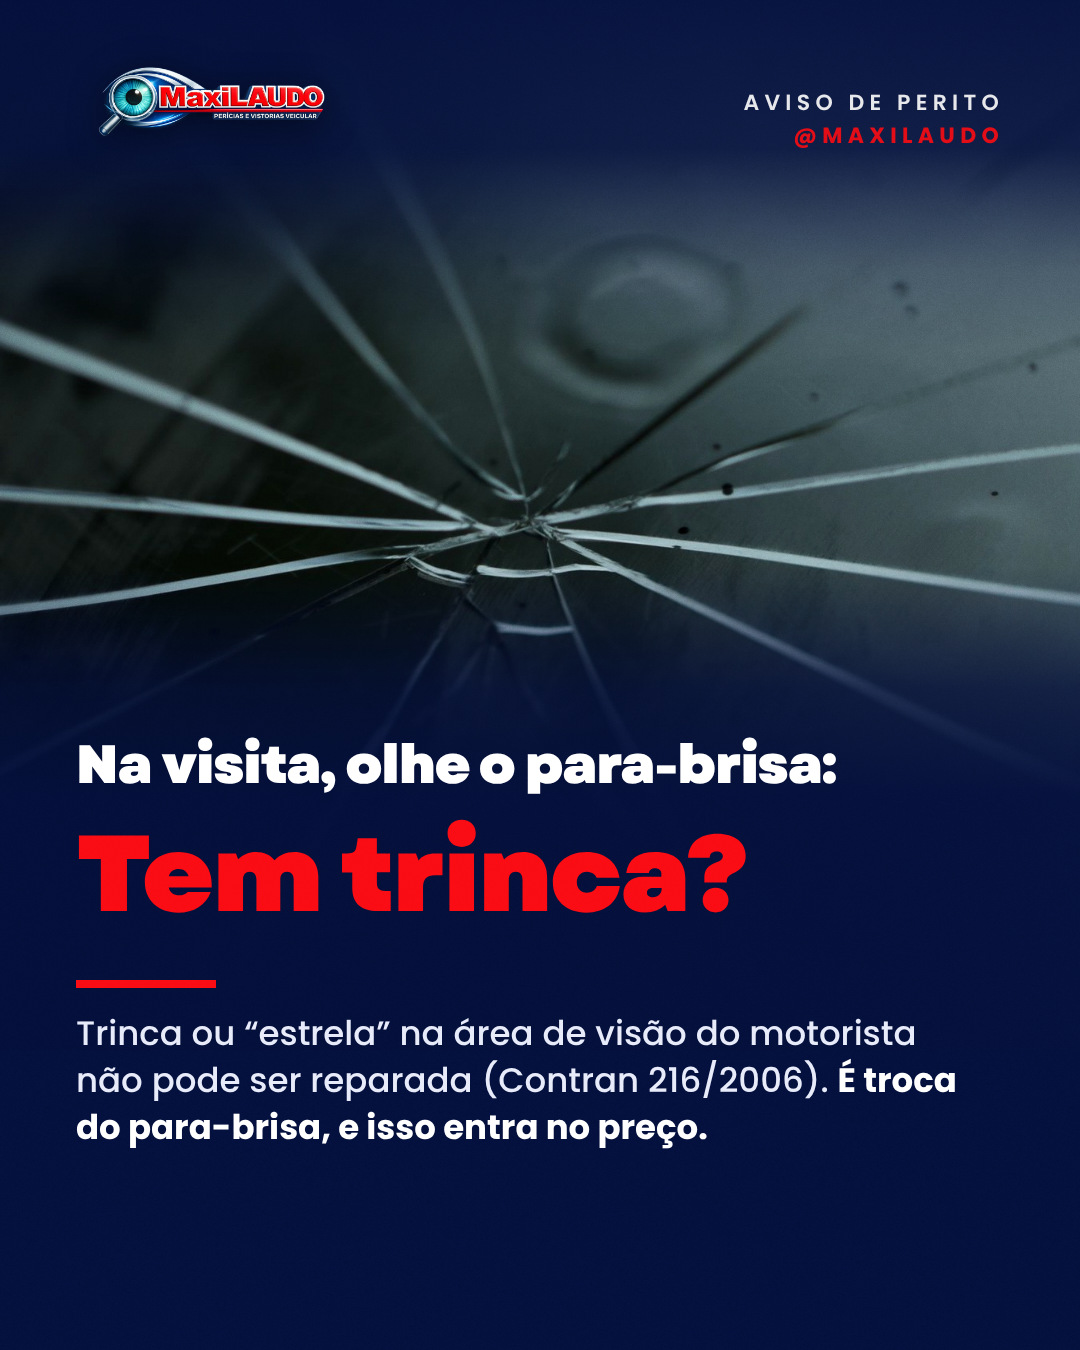 MaxiLAUDO
PERÍCIAS E VISTORIAS VEICULAR
AVISO DE PERITO
@MAXILAUDO
Na visita, olhe o para-brisa:
Tem trinca?
Trinca ou “estrela” na área de visão do motorista
não pode ser reparada (Contran 216/2006). É troca
do para-brisa, e isso entra no preço.